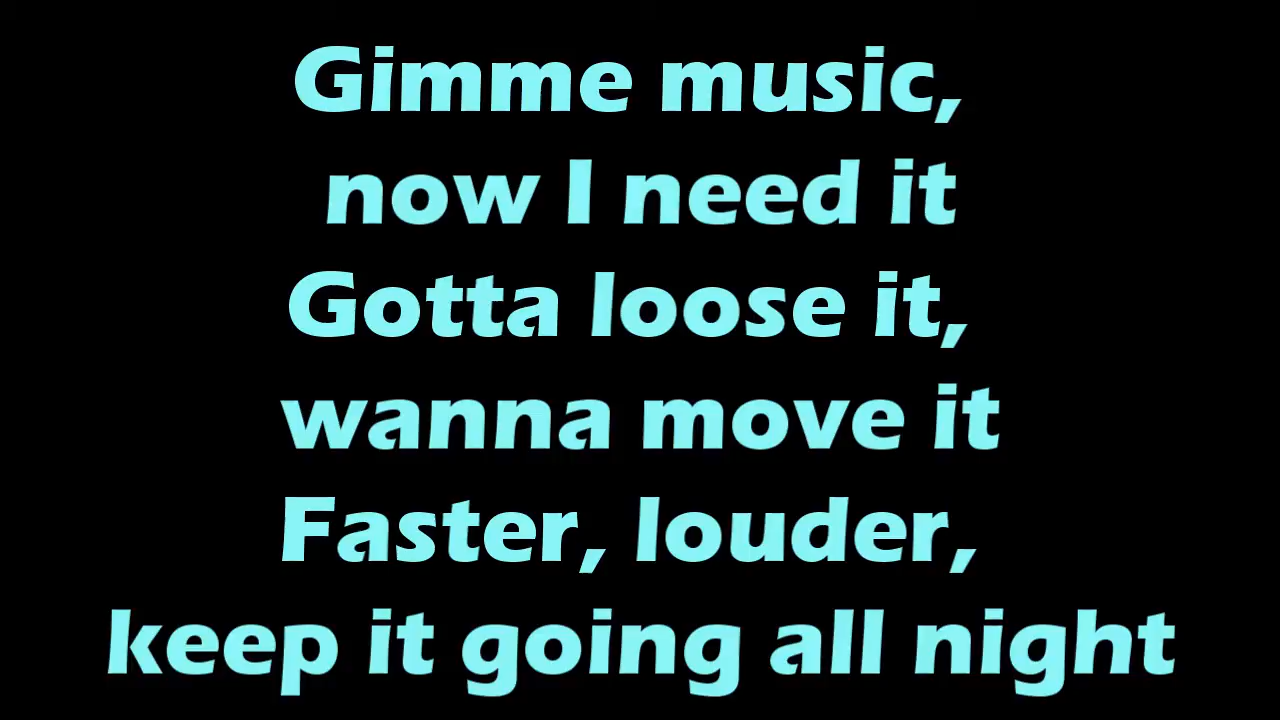 Gimme music,
now I need it
Gotta loose it,
wanna move it
Faster, louder,
keep it going all night